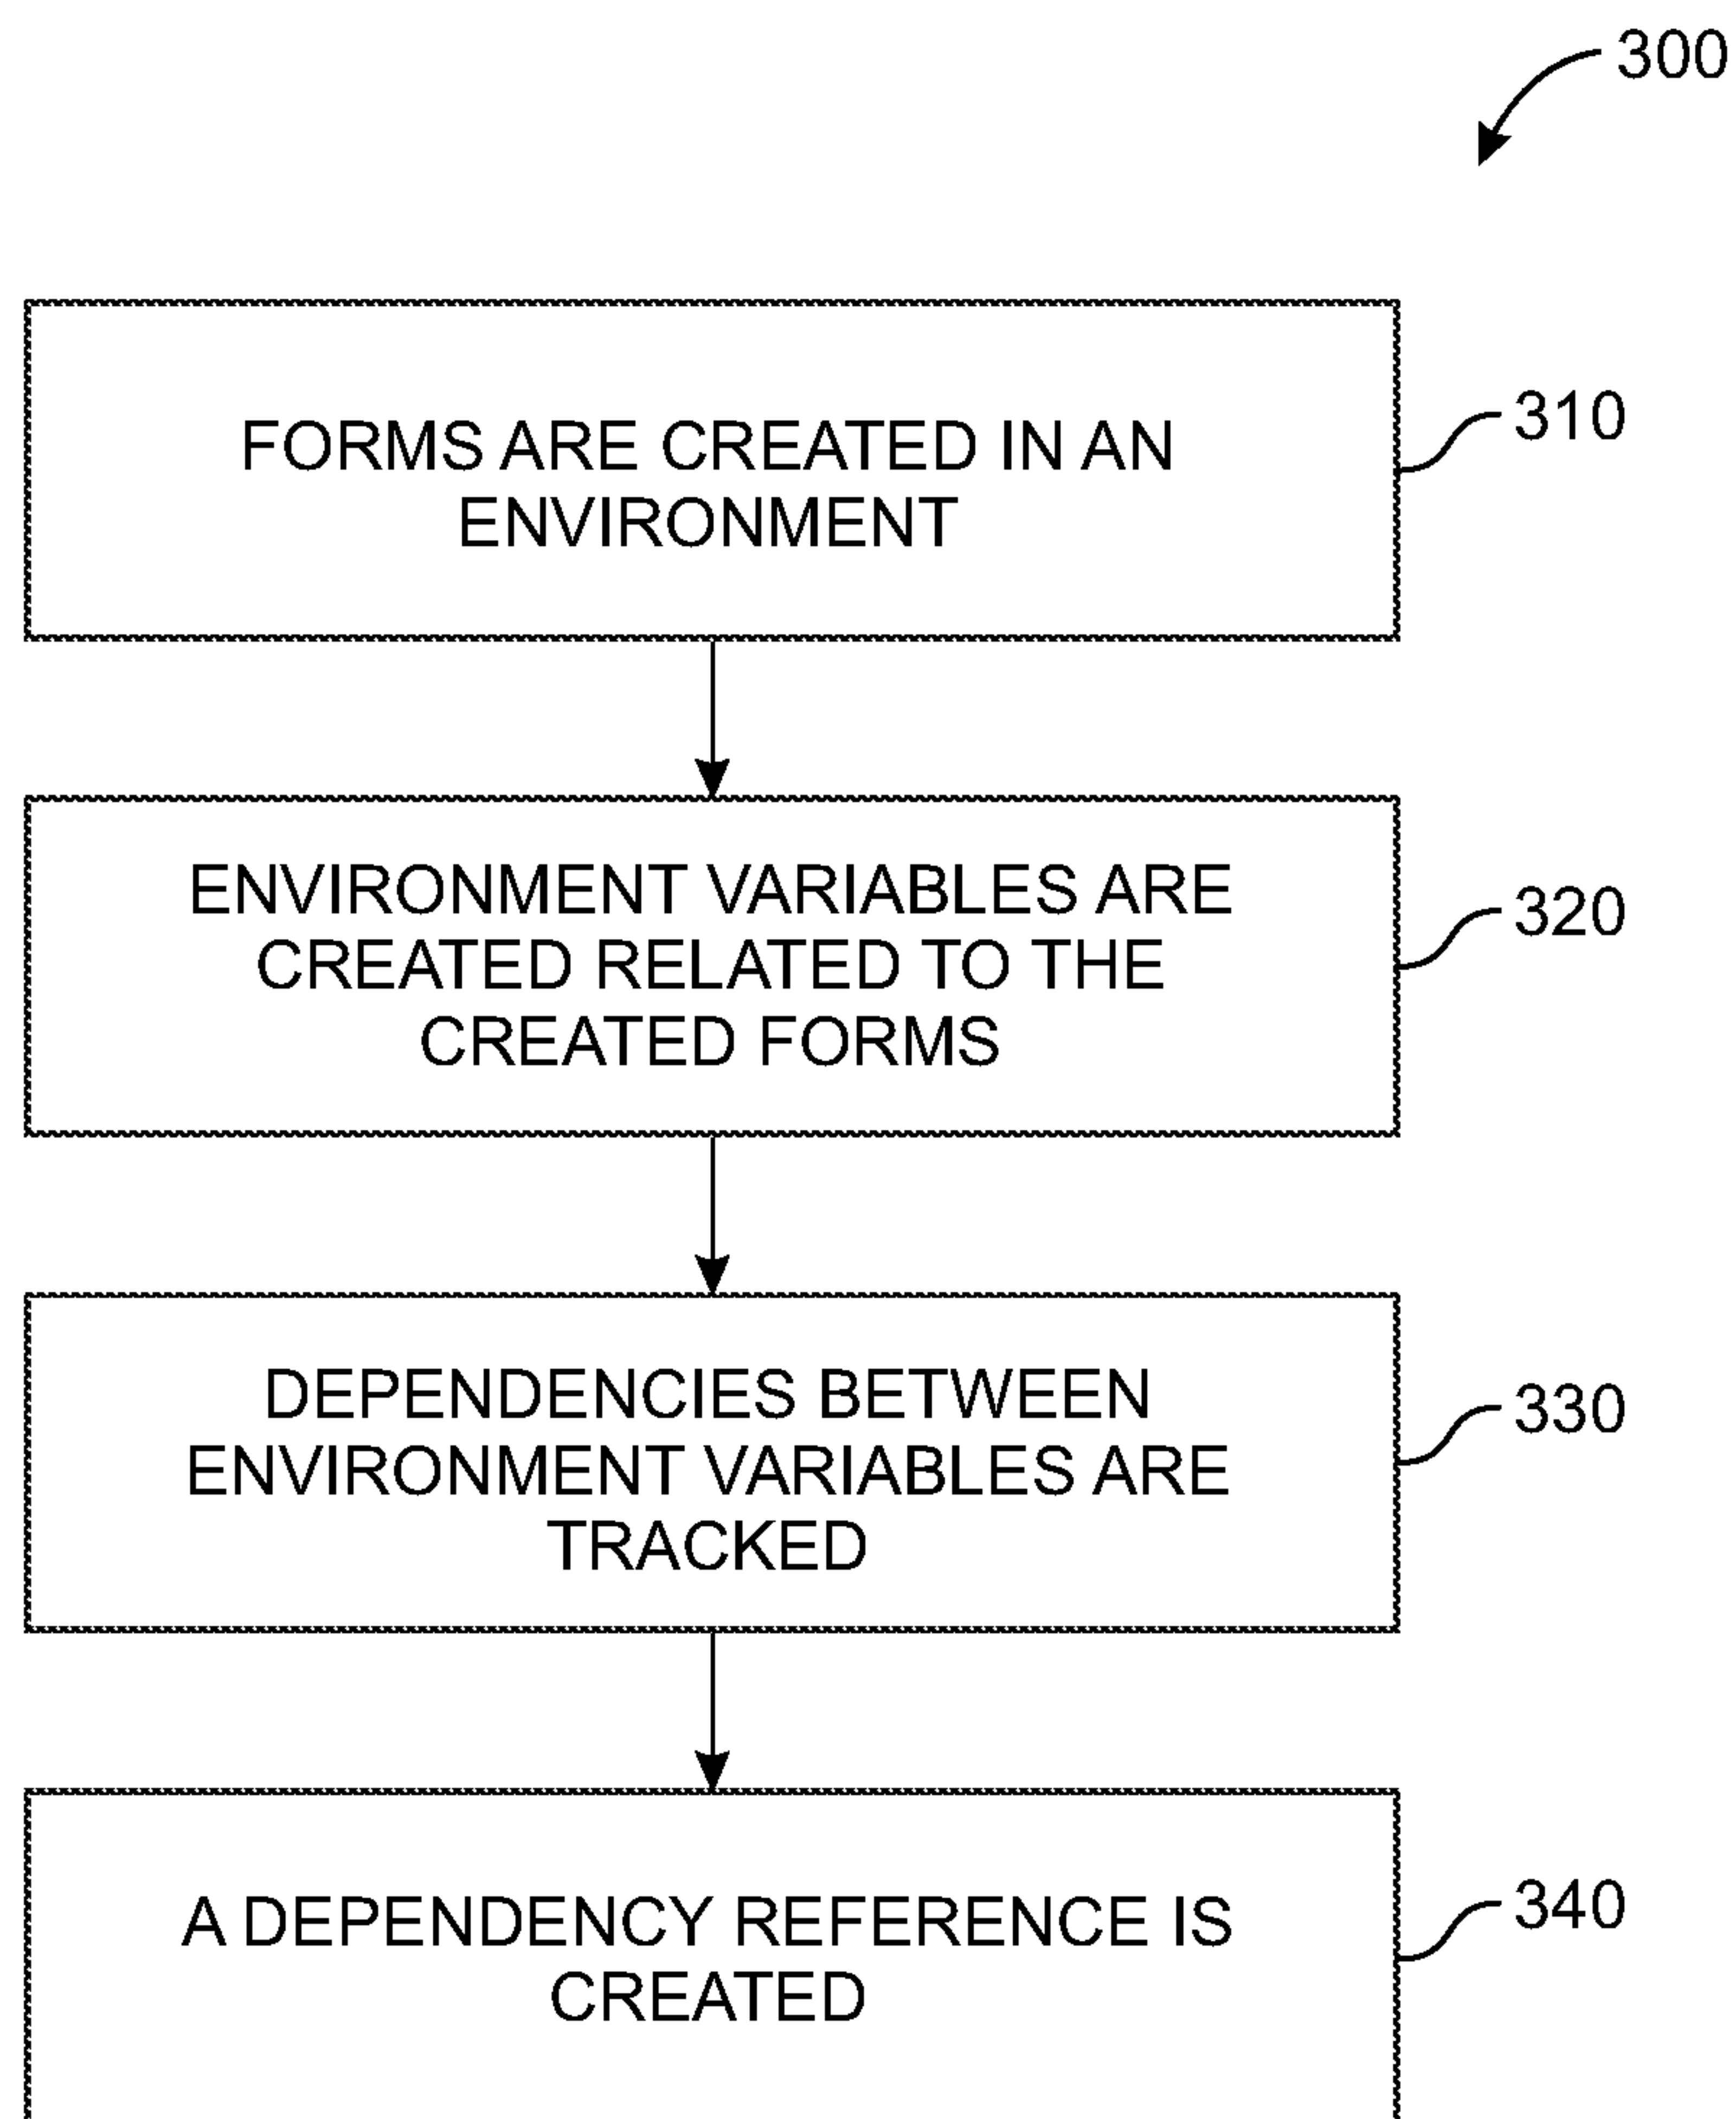 300
FORMS ARE CREATED IN AN
ENVIRONMENT
310
ENVIRONMENT VARIABLES ARE
CREATED RELATED TO THE
CREATED FORMS
320
DEPENDENCIES BETWEEN
ENVIRONMENT VARIABLES ARE
TRACKED
330
A DEPENDENCY REFERENCE IS
CREATED
340